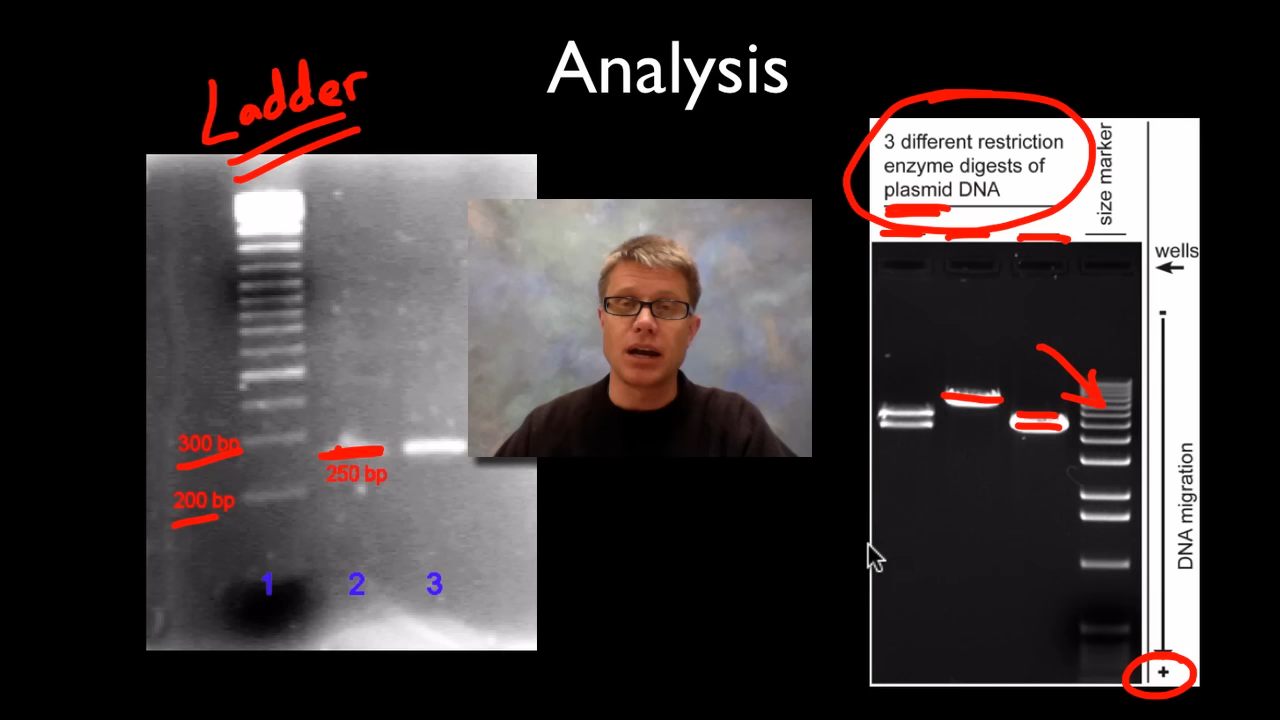 Analysis
Ladder
300 bp
200 bp
250 bp
1 2 3
3 different restriction
enzyme digests of
plasmid DNA
size marker
wells
DNA migration
+